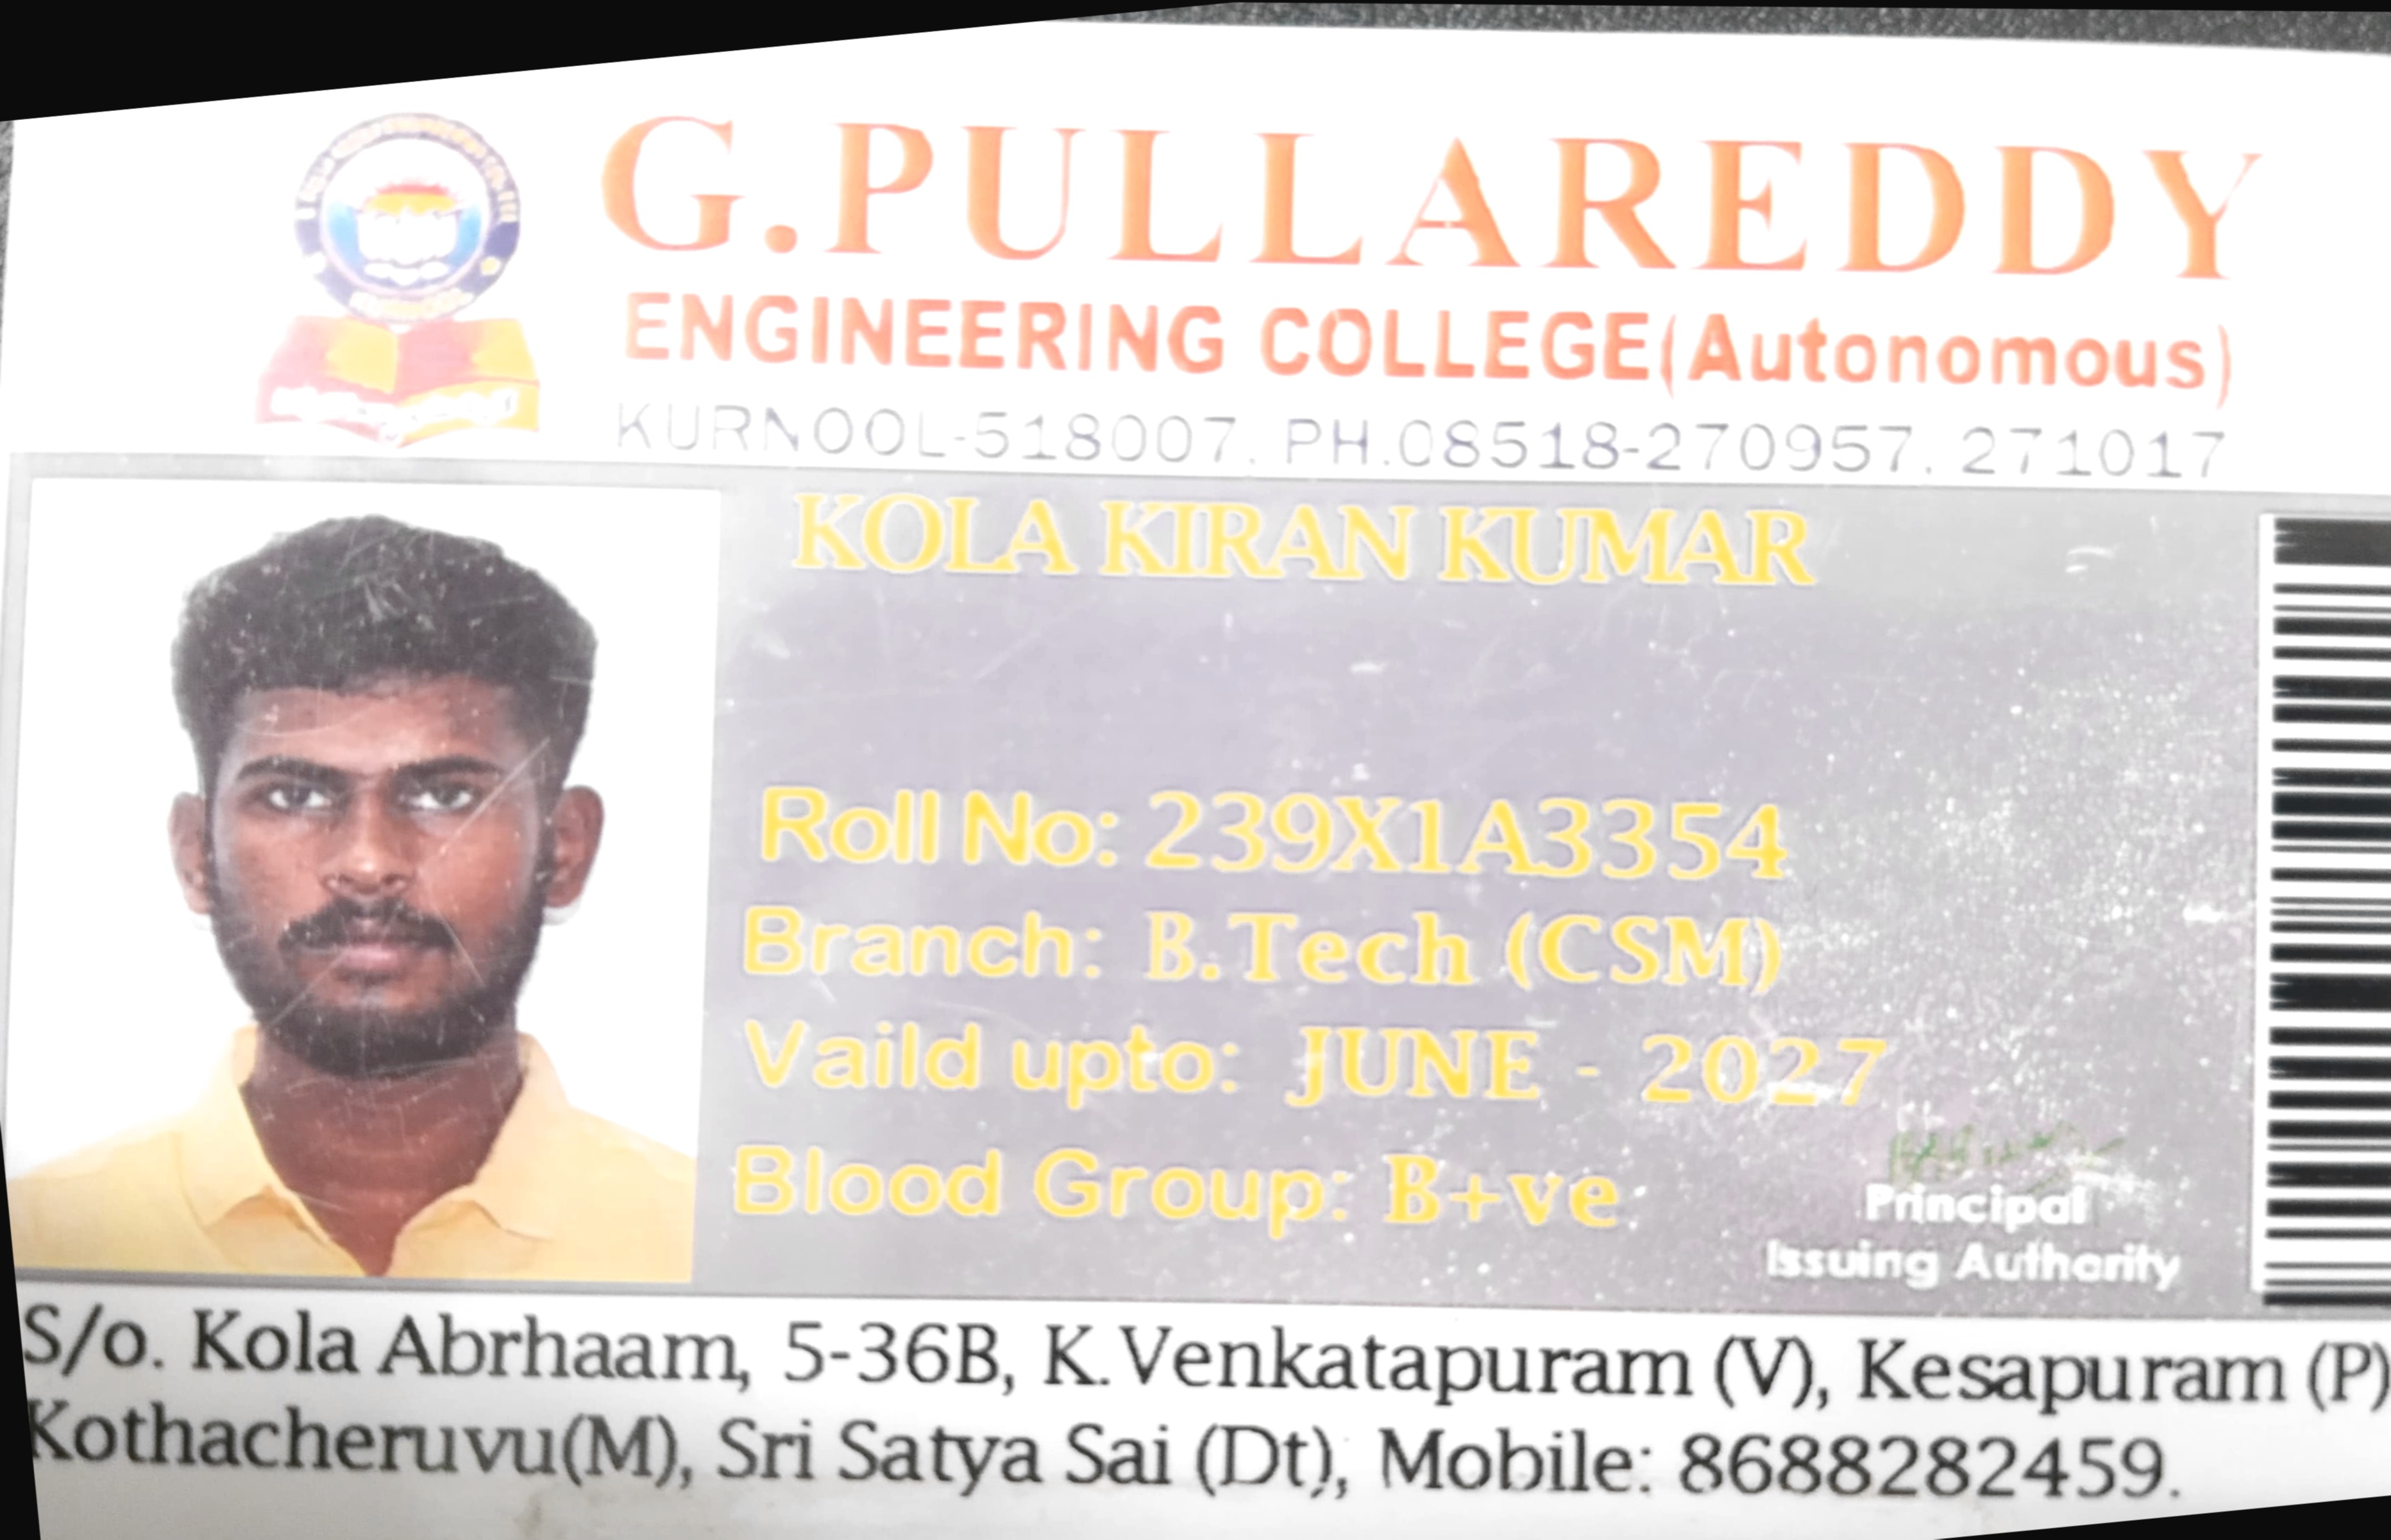 G.PULLAREDDY
ENGINEERING COLLEGE(Autonomous)
KURNOOL-518007. PH.08518-270957, 271017
KOLA KIRAN KUMAR
Roll No: 239X1A3354
Branch: B.Tech (CSM)
Vaild upto: JUNE - 2027
Blood Group: B+ve
Principal
Issuing Authority
S/o. Kola Abrhaam, 5-36B, K.Venkatapuram (V), Kesapuram (P)
Kothacheruvu(M), Sri Satya Sai (Dt), Mobile: 8688282459.